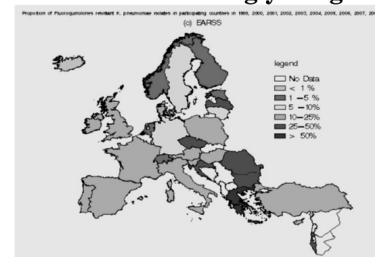 Proportion of Fluoroquinolones resistant K. pneumoniae isolates in participating countries in 1999, 2000, 2001, 2002, 2003, 2004, 2005, 2006, 2007, 20
(c) EARSS
legend
No Data
< 1 %
1 –5 %
5 –10%
10–25%
25–50%
> 50%